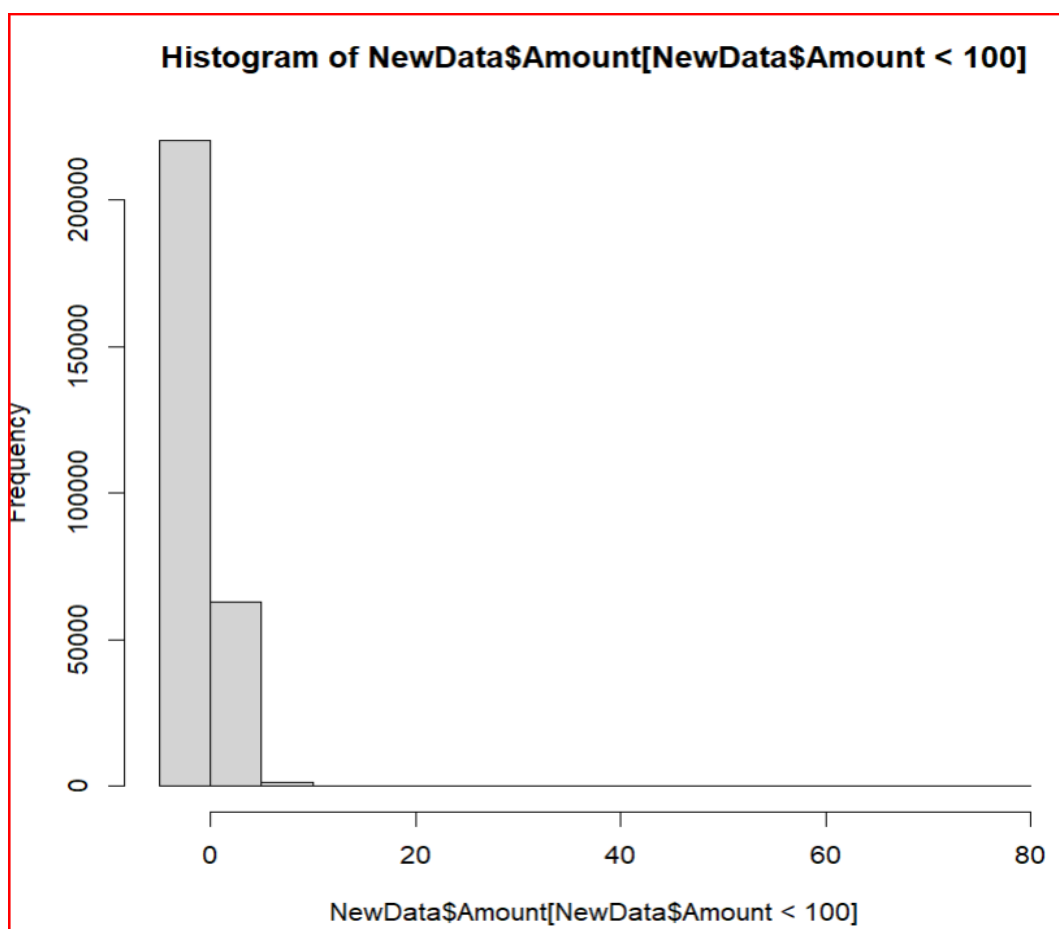 Histogram of NewData$Amount[NewData$Amount < 100]
Frequency
200000
150000
100000
50000
0
0 20 40 60 80
NewData$Amount[NewData$Amount < 100]